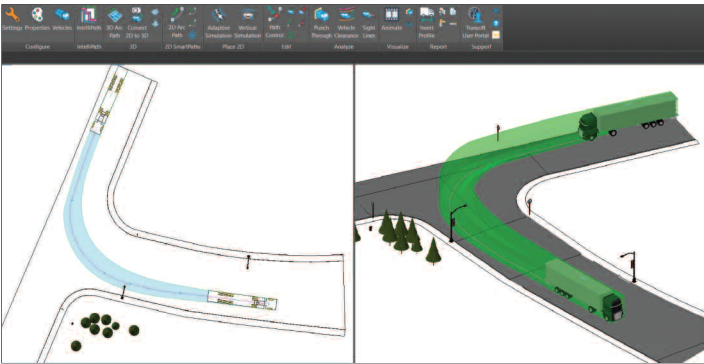 Settings Properties Vehicles IntelliPath 3D Arc Connect 2D Arc Adaptive Vertical Path Punch Vehicle Sight Animate Insert Transoft
Path 2D to 3D Path Simulation Simulation Control Through Clearance Lines Profile User Portal
Configure IntelliPath 3D 2D SmartPaths Place 2D Edit Analyze Visualize Report Support